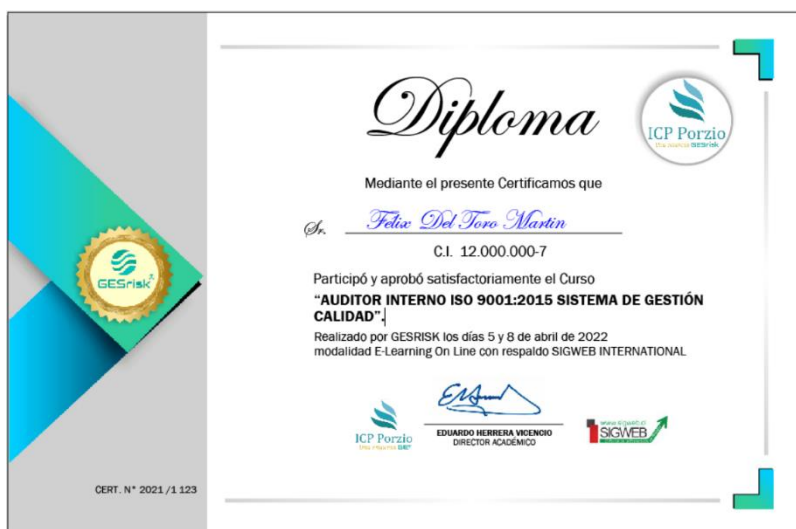 Diploma
ICP Porzio
Mediante el presente Certificamos que
Sr. Félix Del Toro Martin
C.I. 12.000.000-7
GESrisk
Participó y aprobó satisfactoriamente el Curso
“AUDITOR INTERNO ISO 9001:2015 SISTEMA DE GESTIÓN
CALIDAD”.
Realizado por GESRISK los días 5 y 8 de abril de 2022
modalidad E-Learning On Line con respaldo SIGWEB INTERNATIONAL
ICP Porzio
EDUARDO HERRERA VICENCIO
DIRECTOR ACADÉMICO
SIGWEB
CERT. N° 2021 /1 123